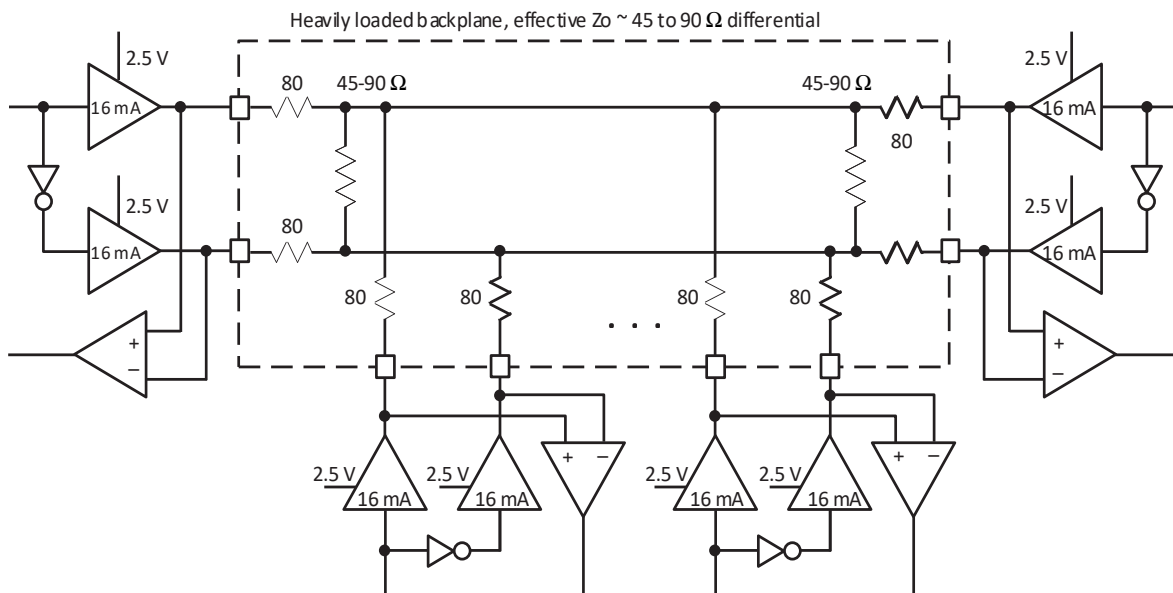 Heavily loaded backplane, effective Zo ~ 45 to 90 Ω differential
2.5 V
2.5 V
80
45-90 Ω
45-90 Ω
16 mA
16 mA
80
2.5 V
80
2.5 V
16 mA
16 mA
80
80
80
80
+
−
. . .
+
−
+ −
+ −
2.5 V
2.5 V
2.5 V
2.5 V
16 mA
16 mA
16 mA
16 mA